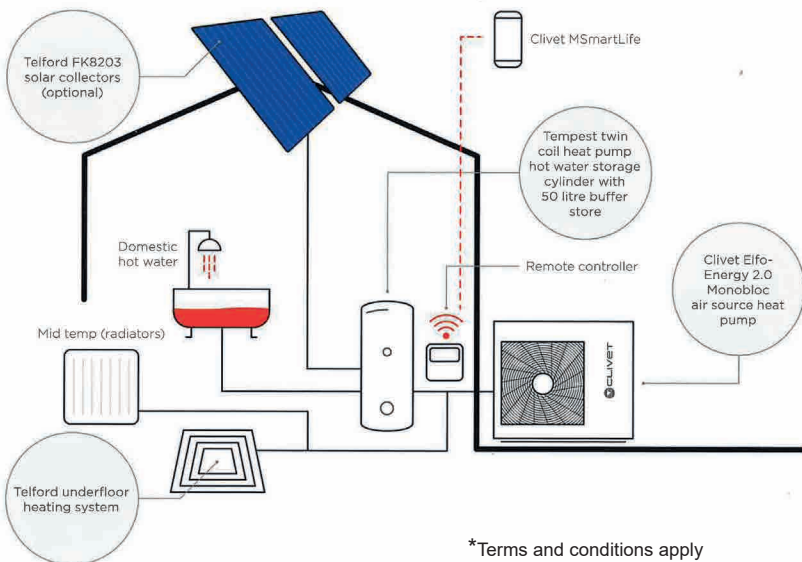 Telford FK8203
solar collectors
(optional)
Clivet MSmartLife
Tempest twin
coil heat pump
hot water storage
cylinder with
50 litre buffer
store
Domestic
hot water
Remote controller
Clivet Elfo-
Energy 2.0
Monobloc
air source heat
pump
Mid temp (radiators)
CLIVET
Telford underfloor
heating system
*Terms and conditions apply